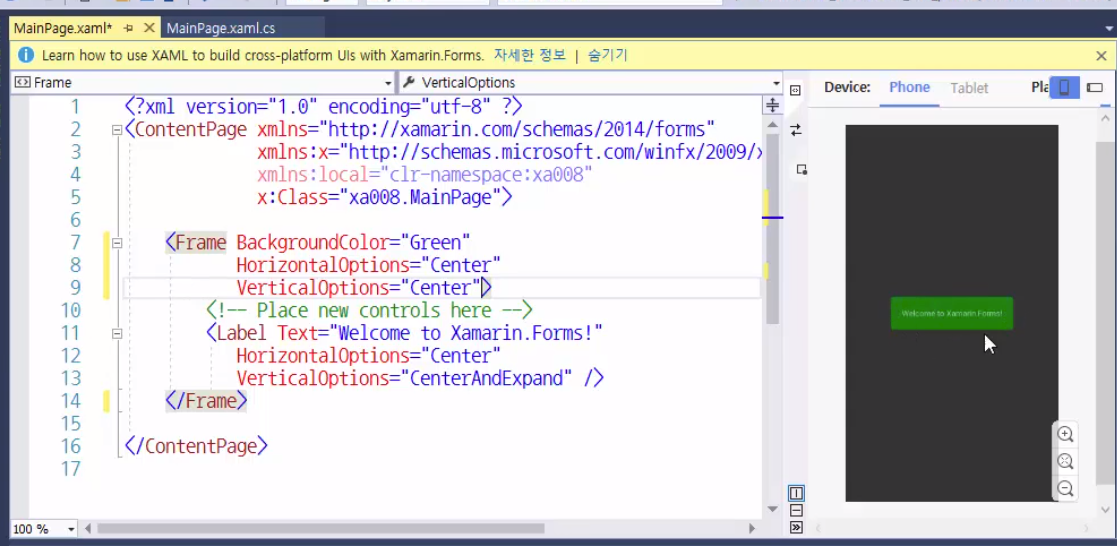 MainPage.xaml* MainPage.xaml.cs
Learn how to use XAML to build cross-platform UIs with Xamarin.Forms. 자세한 정보 | 숨기기
Frame VerticalOptions
Device: Phone Tablet Pla
1 <?xml version="1.0" encoding="utf-8" ?>
2 <ContentPage xmlns="http://xamarin.com/schemas/2014/forms"
3 xmlns:x="http://schemas.microsoft.com/winfx/2009/x
4 xmlns:local="clr-namespace:xa008"
5 x:Class="xa008.MainPage">
6
7 <Frame BackgroundColor="Green"
8 HorizontalOptions="Center"
9 VerticalOptions="Center">
10 <!-- Place new controls here -->
11 <Label Text="Welcome to Xamarin.Forms!"
12 HorizontalOptions="Center"
13 VerticalOptions="CenterAndExpand" />
14 </Frame>
15
16 </ContentPage>
17
Welcome to Xamarin.Forms!
100 %